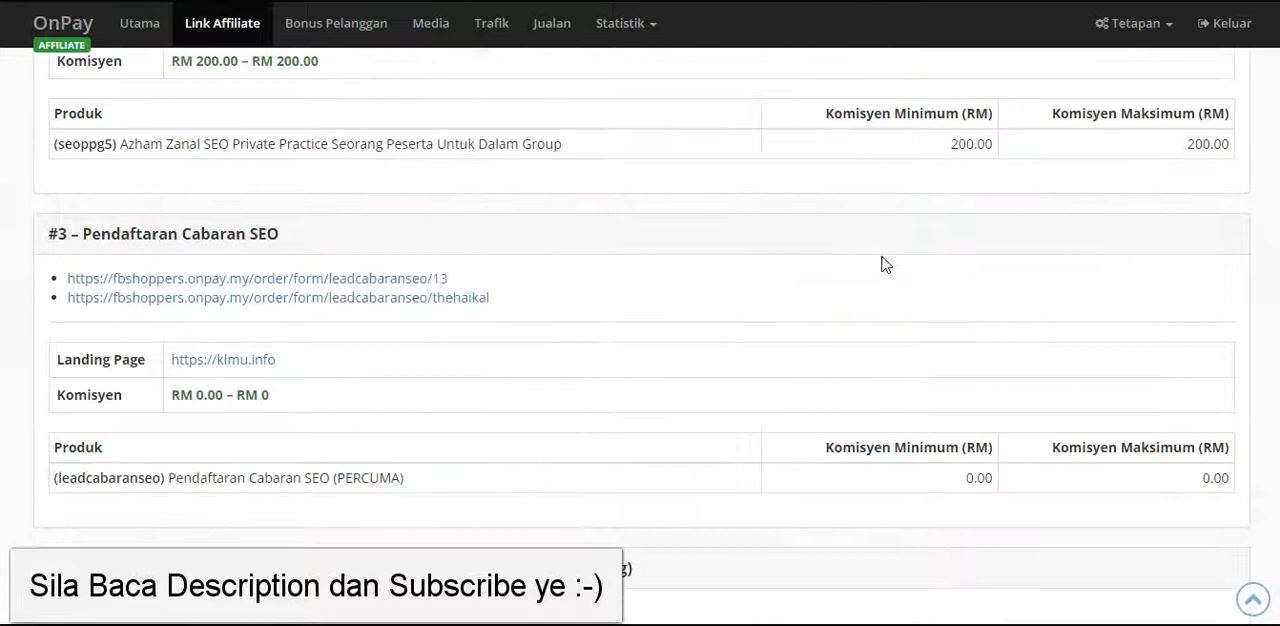 OnPay Utama Link Affiliate Bonus Pelanggan Media Trafik Jualan Statistik Tetapan Keluar
AFFILIATE
Komisyen RM 200.00 – RM 200.00
Produk Komisyen Minimum (RM) Komisyen Maksimum (RM)
(seoppg5) Azham Zanal SEO Private Practice Seorang Peserta Untuk Dalam Group 200.00 200.00
#3 – Pendaftaran Cabaran SEO
https://fbshoppers.onpay.my/order/form/leadcabaranseo/13
https://fbshoppers.onpay.my/order/form/leadcabaranseo/thehaikal
Landing Page https://klmu.info
Komisyen RM 0.00 – RM 0
Produk Komisyen Minimum (RM) Komisyen Maksimum (RM)
(leadcabaranseo) Pendaftaran Cabaran SEO (PERCUMA) 0.00 0.00
Sila Baca Description dan Subscribe ye :-)